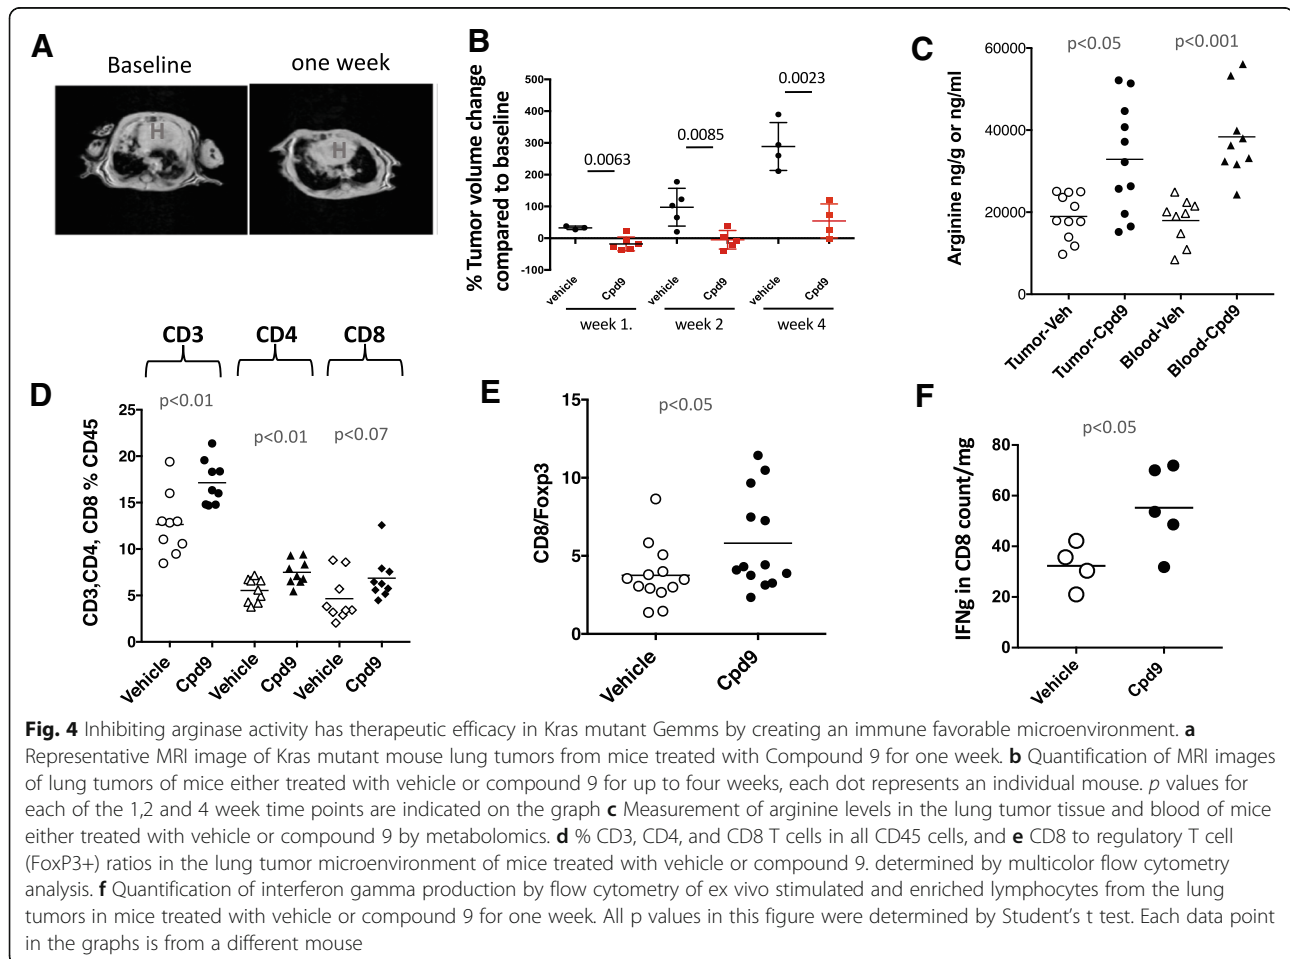 A
Baseline
one week
H
H
B
% Tumor volume change
compared to baseline
500
400
300
200
100
0
-100
0.0063
0.0085
0.0023
vehicle
Cpd9
vehicle
Cpd9
vehicle
Cpd9
week 1.
week 2
week 4
C
Arginine ng/g or ng/ml
60000
40000
20000
0
p<0.05
p<0.001
Tumor-Veh
Tumor-Cpd9
Blood-Veh
Blood-Cpd9
D
CD3
CD4
CD8
CD3,CD4, CD8 % CD45
25
20
15
10
5
0
p<0.01
p<0.01
p<0.07
Vehicle
Cpd9
Vehicle
Cpd9
Vehicle
Cpd9
E
CD8/Foxp3
15
10
5
0
p<0.05
Vehicle
Cpd9
F
IFNg in CD8 count/mg
80
60
40
20
0
p<0.05
Vehicle
Cpd9
Fig. 4 Inhibiting arginase activity has therapeutic efficacy in Kras mutant Gemms by creating an immune favorable microenvironment. a
Representative MRI image of Kras mutant mouse lung tumors from mice treated with Compound 9 for one week. b Quantification of MRI images
of lung tumors of mice either treated with vehicle or compound 9 for up to four weeks, each dot represents an individual mouse. p values for
each of the 1,2 and 4 week time points are indicated on the graph c Measurement of arginine levels in the lung tumor tissue and blood of mice
either treated with vehicle or compound 9 by metabolomics. d % CD3, CD4, and CD8 T cells in all CD45 cells, and e CD8 to regulatory T cell
(FoxP3+) ratios in the lung tumor microenvironment of mice treated with vehicle or compound 9. determined by multicolor flow cytometry
analysis. f Quantification of interferon gamma production by flow cytometry of ex vivo stimulated and enriched lymphocytes from the lung
tumors in mice treated with vehicle or compound 9 for one week. All p values in this figure were determined by Student's t test. Each data point
in the graphs is from a different mouse